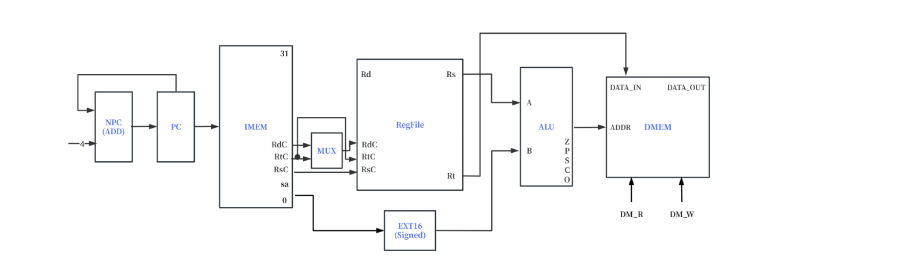 31
Rd
Rs
DATA_IN
DATA_OUT
A
NPC
(ADD)
PC
IMEM
RegFile
ALU
ADDR
DMEM
4
RdC
RtC
RsC
MUX
RdC
RtC
RsC
B
Z
P
S
C
O
sa
0
Rt
EXT16
(Signed)
DM_R
DM_W